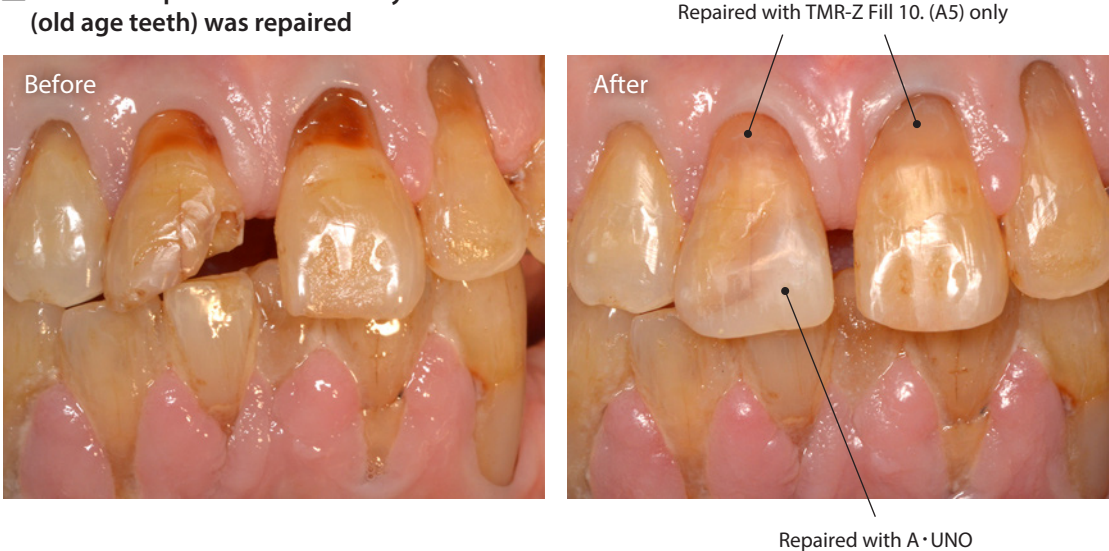 (old age teeth) was repaired
Repaired with TMR-Z Fill 10. (A5) only
Before
After
Repaired with A・UNO